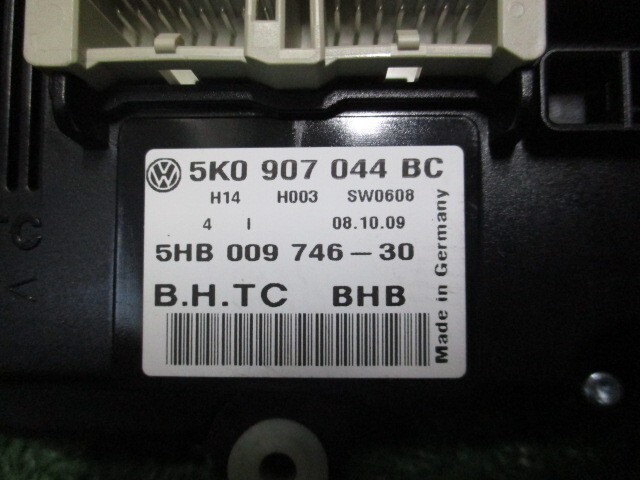 5K0 907 044 BC
H14 H003 SW0608
4 I 08.10.09
5HB 009 746-30
B.H.TC BHB
Made in Germany